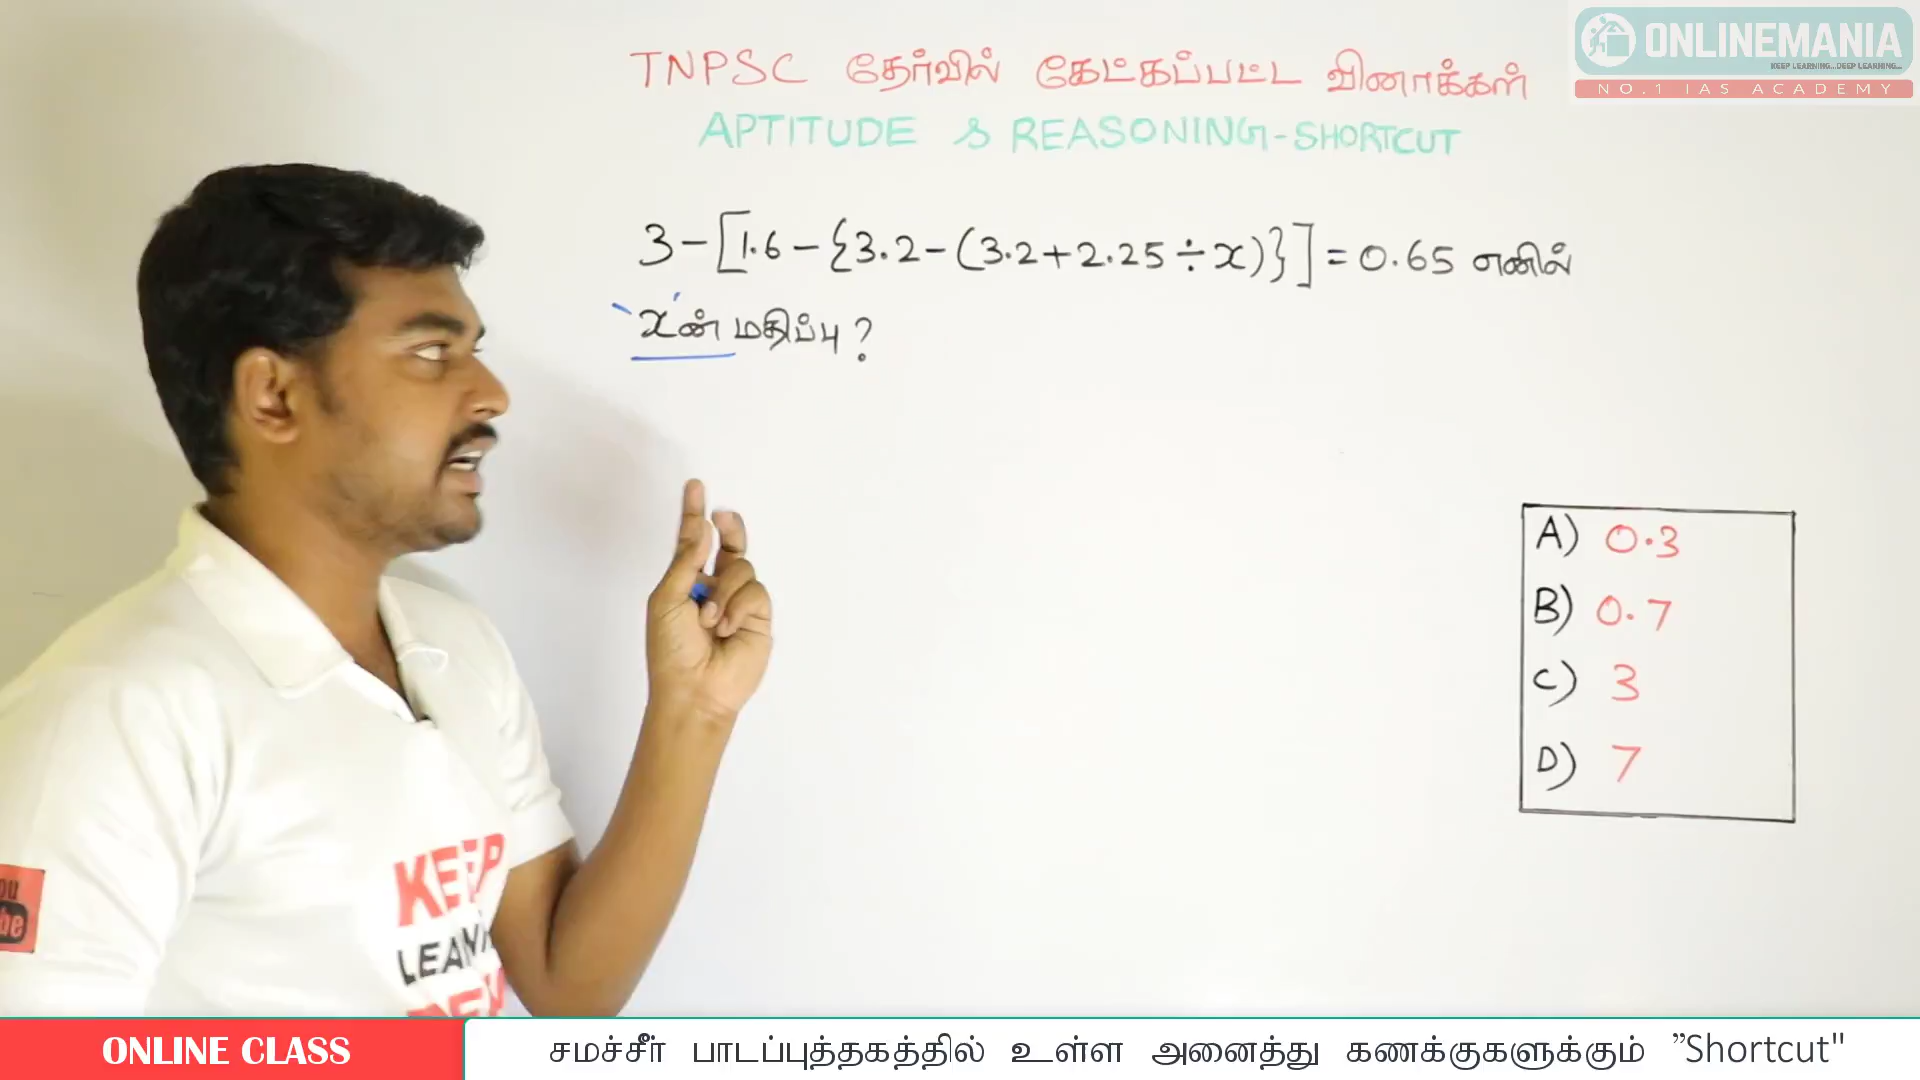 ONLINEMANIA
KEEP LEARNING...DEEP LEARNING...
NO.1 IAS ACADEMY
TNPSC தேர்வில் கேட்கப்பட்ட வினாக்கள்
APTITUDE & REASONING-SHORTCUT
3-[1.6-{3.2-(3.2+2.25÷x)}]=0.65 எனில்
xன் மதிப்பு?
A) 0.3
B) 0.7
C) 3
D) 7
KEEP
ONLINE CLASS
சமச்சீர் பாடப்புத்தகத்தில் உள்ள அனைத்து கணக்குகளுக்கும் ”Shortcut"